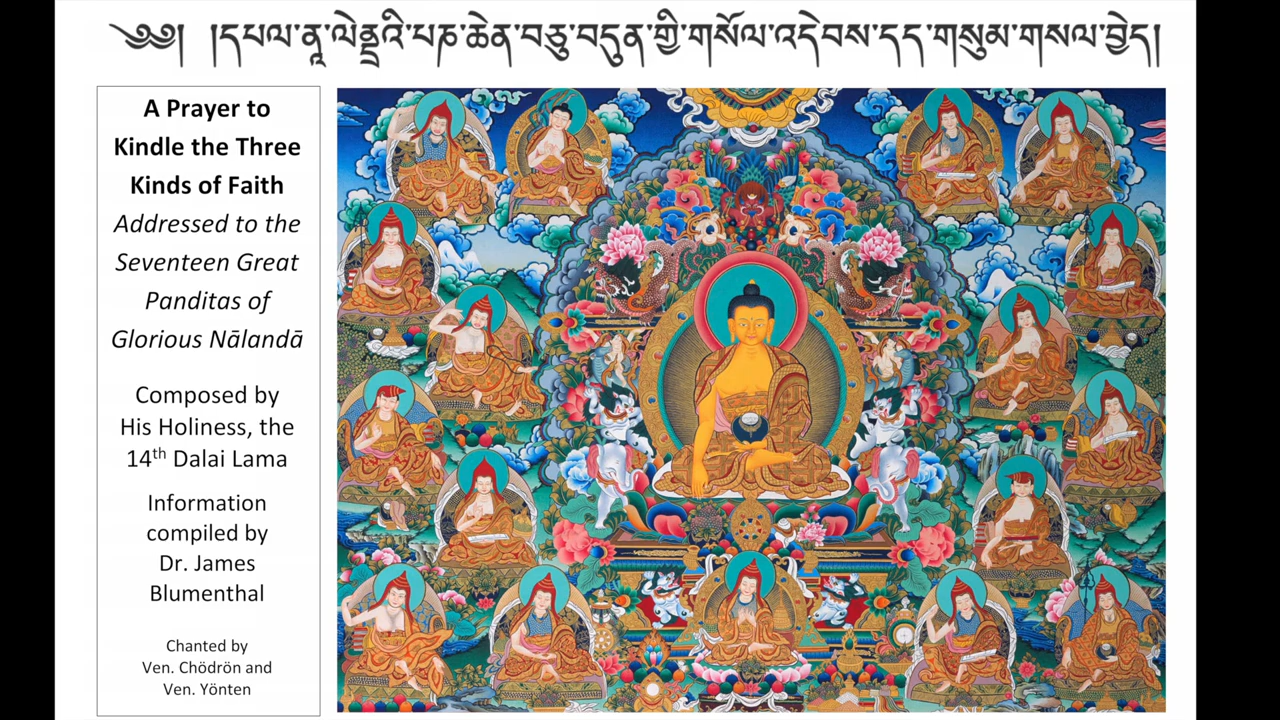 ༄༅། །དཔལ་ནཱ་ལེནྡྲའི་པཎ་ཆེན་བཅུ་བདུན་གྱི་གསོལ་འདེབས་དད་གསུམ་གསལ་བྱེད།
A Prayer to
Kindle the Three
Kinds of Faith
Addressed to the
Seventeen Great
Panditas of
Glorious Nālandā
Composed by
His Holiness, the
14th Dalai Lama
Information
compiled by
Dr. James
Blumenthal
Chanted by
Ven. Chödrön and
Ven. Yönten